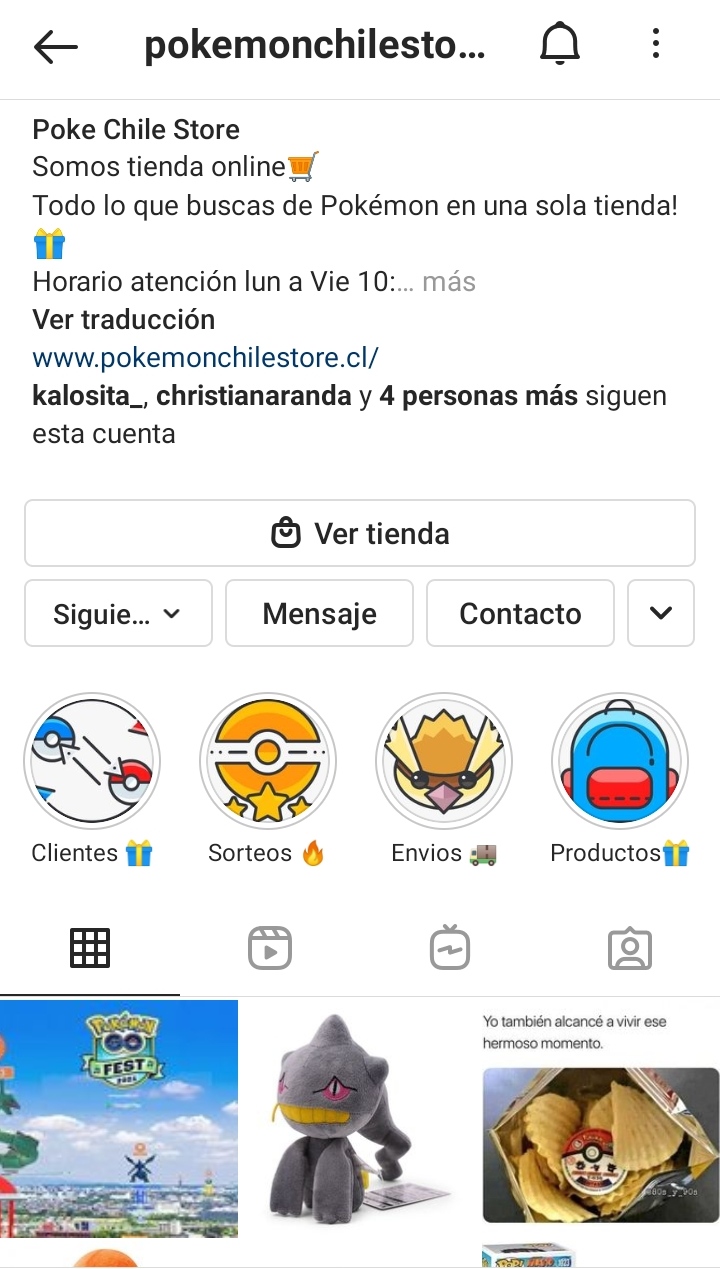 pokemonchilesto...
Poke Chile Store
Somos tienda online
Todo lo que buscas de Pokémon en una sola tienda!
Horario atención lun a Vie 10:... más
Ver traducción
www.pokemonchilestore.cl/
kalosita_, christianaranda y 4 personas más siguen
esta cuenta
Ver tienda
Siguie...
Mensaje
Contacto
Clientes
Sorteos
Envios
Productos
POKÉMON
GO
FEST
Yo también alcancé a vivir ese
hermoso momento.